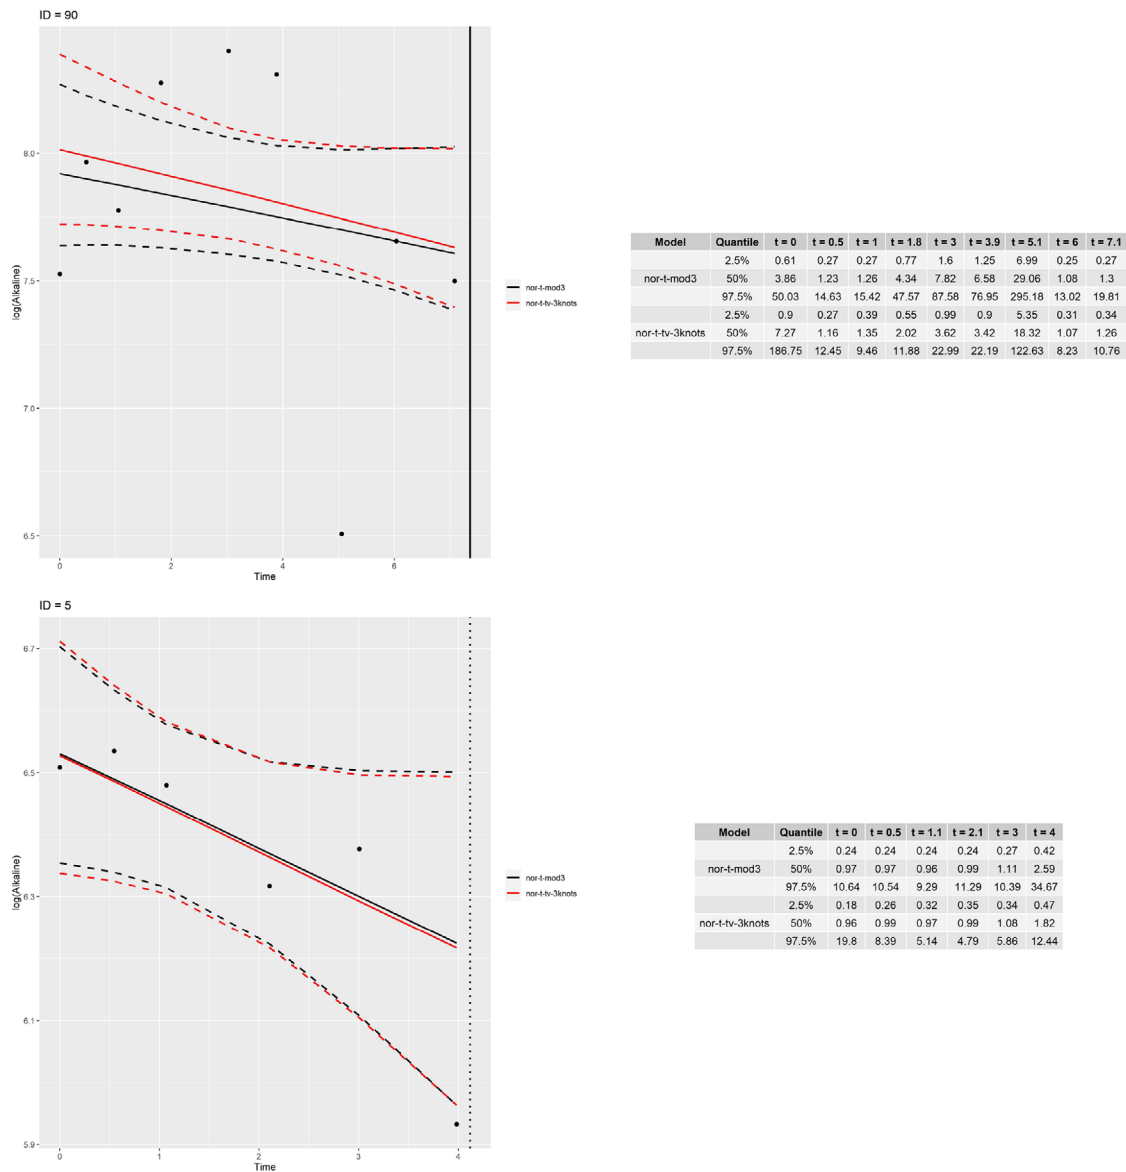 ID = 90
8.0
7.5
7.0
6.5
log(Alkaline)
0 2 4 6
Time
nor-t-mod3
nor-t-tv-3knots
Model Quantile t = 0 t = 0.5 t = 1 t = 1.8 t = 3 t = 3.9 t = 5.1 t = 6 t = 7.1
2.5% 0.61 0.27 0.27 0.77 1.6 1.25 6.99 0.25 0.27
nor-t-mod3 50% 3.86 1.23 1.26 4.34 7.82 6.58 29.06 1.08 1.3
97.5% 50.03 14.63 15.42 47.57 87.58 76.95 295.18 13.02 19.81
2.5% 0.9 0.27 0.39 0.55 0.99 0.9 5.35 0.31 0.34
nor-t-tv-3knots 50% 7.27 1.16 1.35 2.02 3.62 3.42 18.32 1.07 1.26
97.5% 186.75 12.45 9.46 11.88 22.99 22.19 122.63 8.23 10.76
ID = 5
6.7
6.5
6.3
6.1
5.9
log(Alkaline)
0 1 2 3 4
Time
nor-t-mod3
nor-t-tv-3knots
Model Quantile t = 0 t = 0.5 t = 1.1 t = 2.1 t = 3 t = 4
2.5% 0.24 0.24 0.24 0.24 0.27 0.42
nor-t-mod3 50% 0.97 0.97 0.96 0.99 1.11 2.59
97.5% 10.64 10.54 9.29 11.29 10.39 34.67
2.5% 0.18 0.26 0.32 0.35 0.34 0.47
nor-t-tv-3knots 50% 0.96 0.99 0.97 0.99 1.08 1.82
97.5% 19.8 8.39 5.14 4.79 5.86 12.44